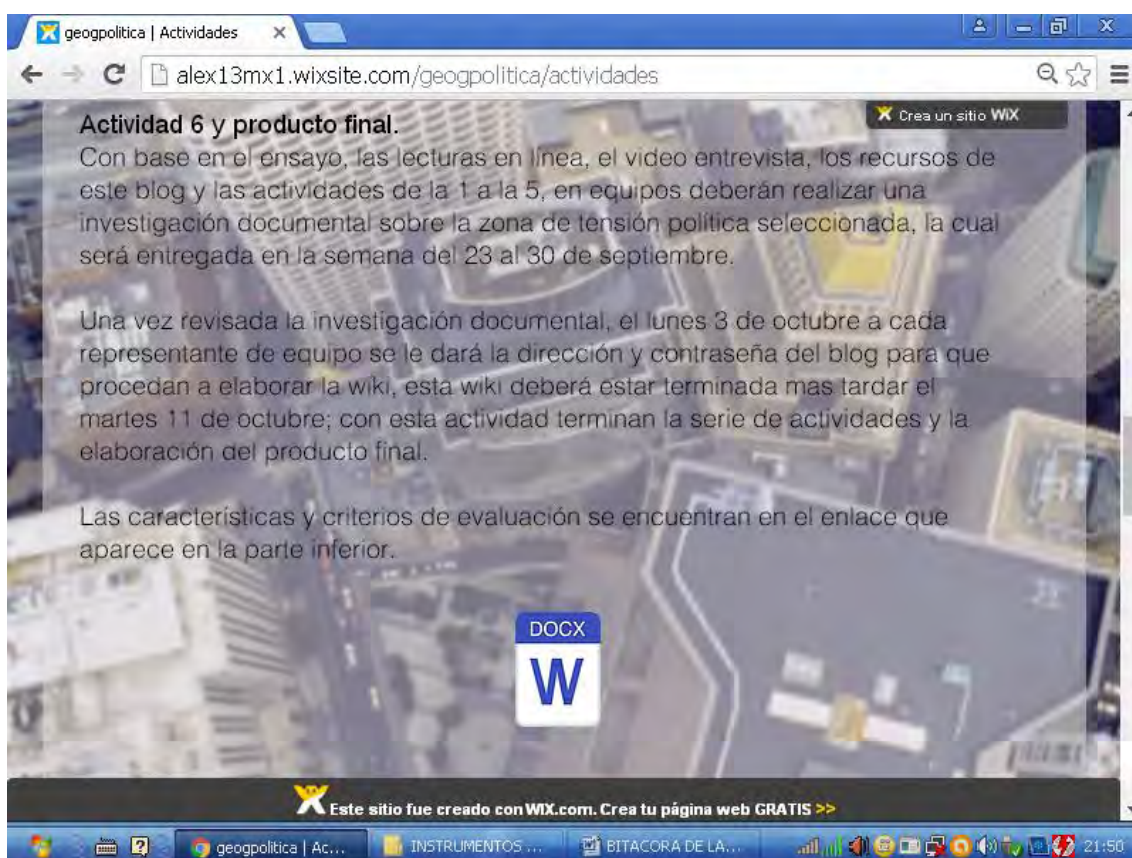 geogpolitica | Actividades
alex13mx1.wixsite.com/geogpolitica/actividades
Crea un sitio WiX
Actividad 6 y producto final.
Con base en el ensayo, las lecturas en línea, el video entrevista, los recursos de
este blog y las actividades de la 1 a la 5, en equipos deberán realizar una
investigación documental sobre la zona de tensión política seleccionada, la cual
será entregada en la semana del 23 al 30 de septiembre.
Una vez revisada la investigación documental, el lunes 3 de octubre a cada
representante de equipo se le dará la dirección y contraseña del blog para que
procedan a elaborar la wiki, esta wiki deberá estar terminada mas tardar el
martes 11 de octubre; con esta actividad terminan la serie de actividades y la
elaboración del producto final.
Las características y criterios de evaluación se encuentran en el enlace que
aparece en la parte inferior.
DOCX
W
Este sitio fue creado con WIX.com. Crea tu página web GRATIS >>
geogpolitica | Ac... INSTRUMENTOS ... BITACORA DE LA... 21:50